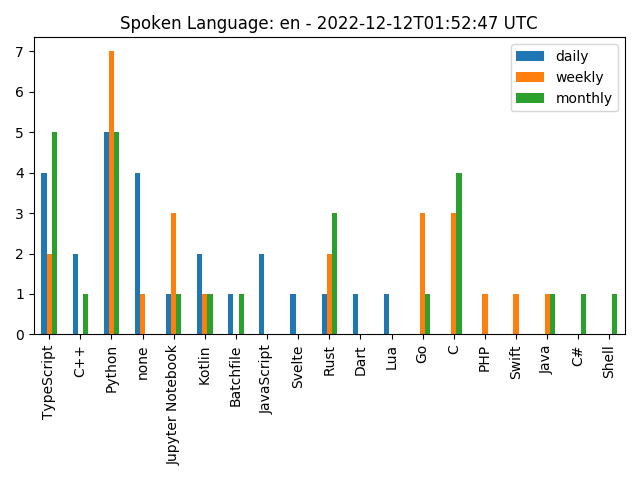 Spoken Language: en - 2022-12-12T01:52:47 UTC
daily
weekly
monthly
7
6
5
4
3
2
1
0
TypeScript
C++
Python
none
Jupyter Notebook
Kotlin
Batchfile
JavaScript
Svelte
Rust
Dart
Lua
Go
C
PHP
Swift
Java
C#
Shell